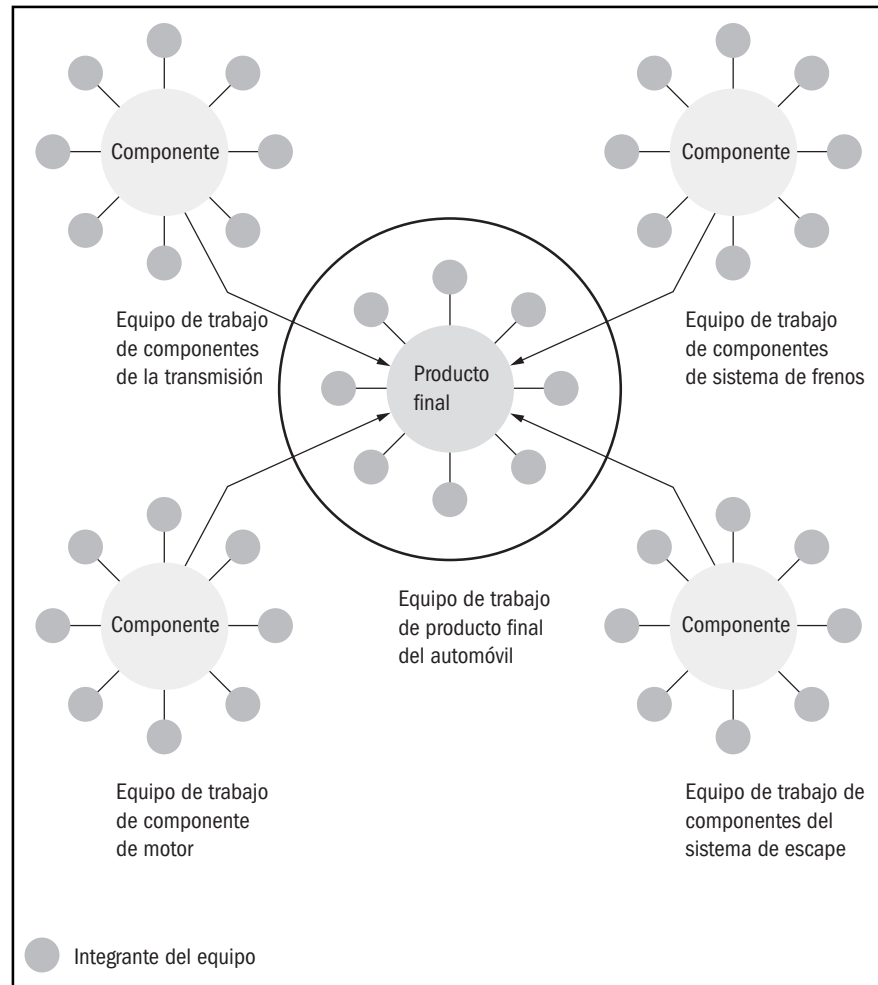 Componente
Componente
Equipo de trabajo
de componentes
de la transmisión
Equipo de trabajo
de componentes
de sistema de frenos
Producto
final
Equipo de trabajo
de producto final
del automóvil
Componente
Componente
Equipo de trabajo
de componente
de motor
Equipo de trabajo de
componentes del
sistema de escape
Integrante del equipo